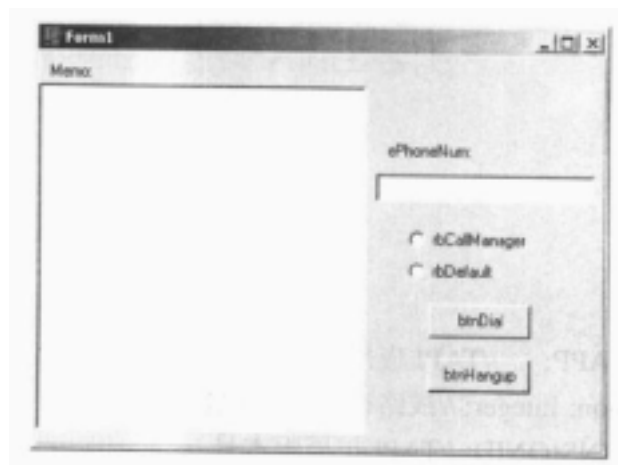 Form1
Memo:
ePhoneNum:
rbCallManager
rbDefault
btnDial
btnHangup